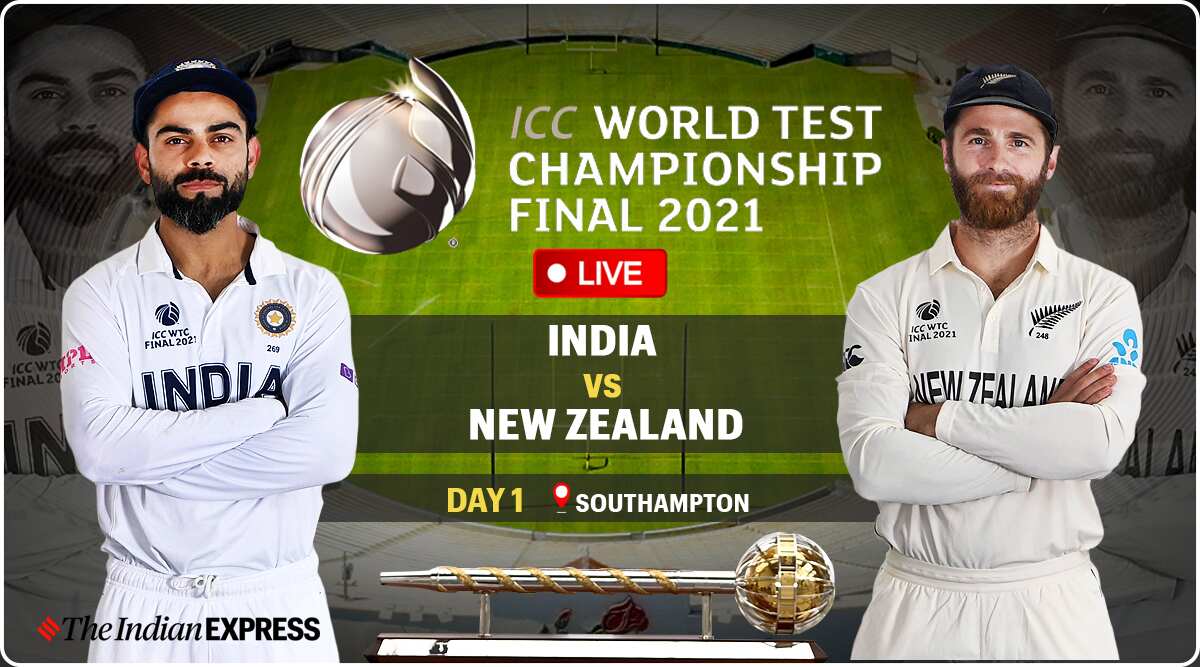 ICC WORLD TEST
CHAMPIONSHIP
FINAL 2021
LIVE
INDIA
VS
NEW ZEALAND
DAY 1 SOUTHAMPTON
ICC WTC
FINAL 2021
269
INDIA
ICC WTC
FINAL 2021
248
NEW ZEALAND
The Indian EXPRESS